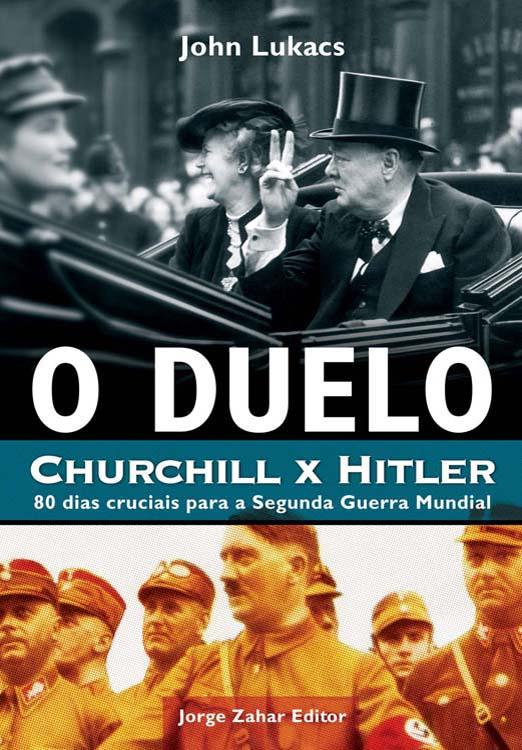 John Lukacs
O DUELO
CHURCHILL X HITLER
80 dias cruciais para a Segunda Guerra Mundial
Jorge Zahar Editor